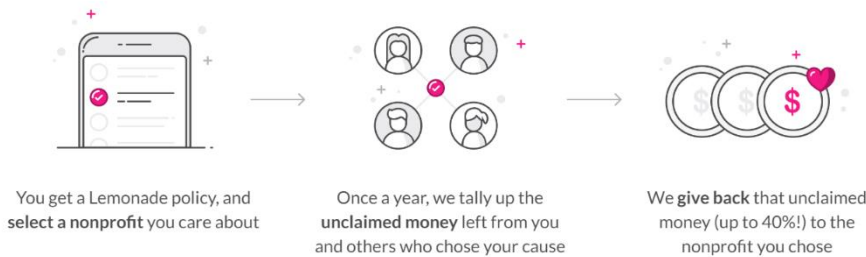 You get a Lemonade policy, and
select a nonprofit you care about
Once a year, we tally up the
unclaimed money left from you
and others who chose your cause
We give back that unclaimed
money (up to 40%!) to the
nonprofit you chose
$ $ $